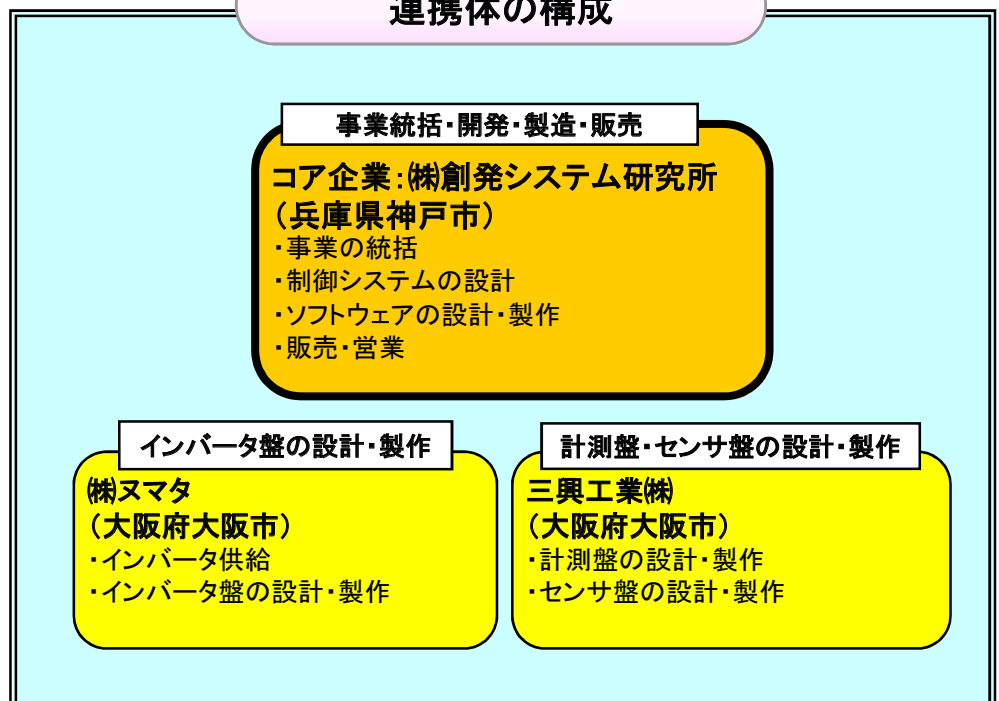 連携体の構成
事業統括・開発・製造・販売
コア企業：㈱創発システム研究所
（兵庫県神戸市）
・事業の統括
・制御システムの設計
・ソフトウェアの設計・製作
・販売・営業
インバータ盤の設計・製作
㈱ヌマタ
（大阪府大阪市）
・インバータ供給
・インバータ盤の設計・製作
計測盤・センサ盤の設計・製作
三興工業㈱
（大阪府大阪市）
・計測盤の設計・製作
・センサ盤の設計・製作